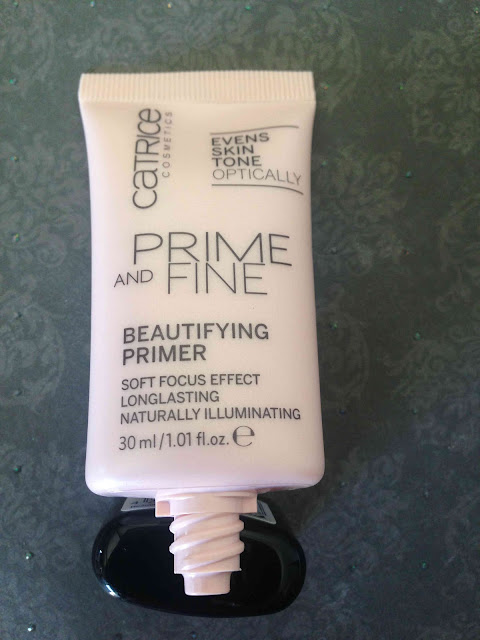 CATRICE
COSMETICS
EVENS
SKIN
TONE
OPTICALLY
PRIME
AND FINE
BEAUTIFYING
PRIMER
SOFT FOCUS EFFECT
LONGLASTING
NATURALLY ILLUMINATING
30 ml/1.01 fl.oz. ℮